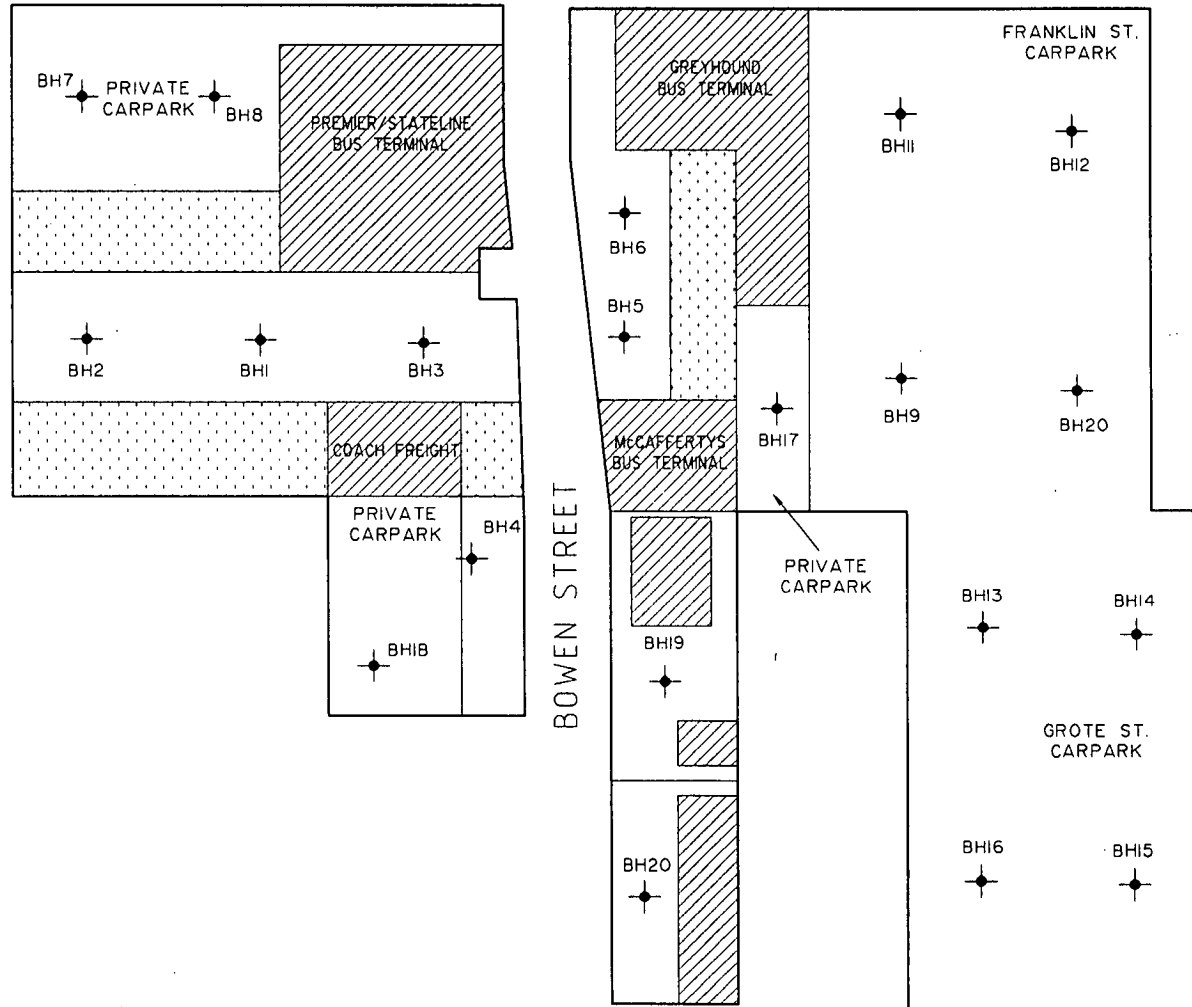 FRANKLIN ST.
CARPARK
BH7
PRIVATE
CARPARK
BH8
GREYHOUND
BUS TERMINAL
PREMIER/STATELINE
BUS TERMINAL
BH11
BH12
BH6
BH5
BH2
BH1
BH3
BH9
BH20
BH17
COACH FREIGHT
McCAFFERTYS
BUS TERMINAL
PRIVATE
CARPARK
BH4
BOWEN STREET
PRIVATE
CARPARK
BH13
BH14
BH18
BH19
GROTE ST.
CARPARK
BH16
BH15
BH20